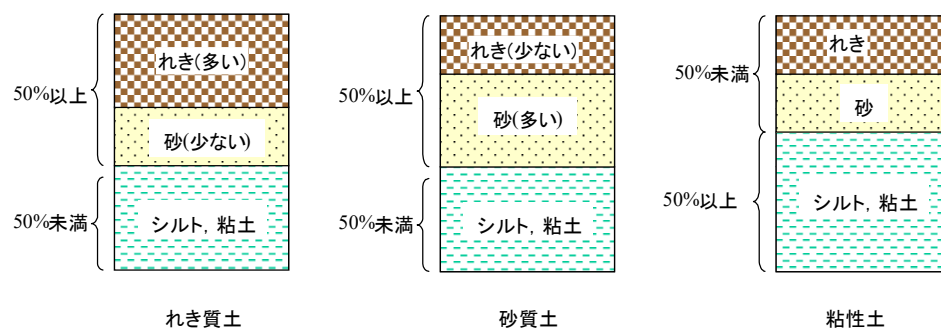 れき(多い)
50%以上
砂(少ない)
50%未満
シルト, 粘土
れき質土
れき(少ない)
50%以上
砂(多い)
50%未満
シルト, 粘土
砂質土
れき
50%未満
砂
50%以上
シルト, 粘土
粘性土